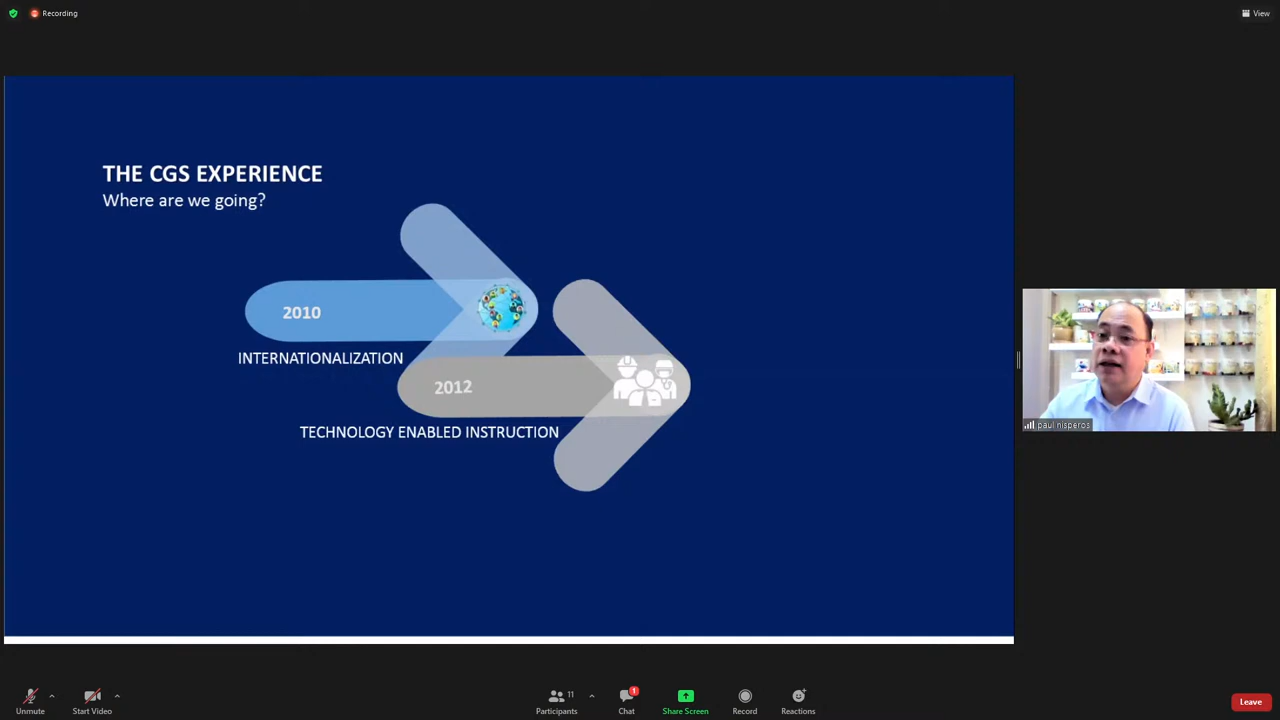 Recording
View
THE CGS EXPERIENCE
Where are we going?
2010
INTERNATIONALIZATION
2012
TECHNOLOGY ENABLED INSTRUCTION
paul nisperos
Unmute
Start Video
11
Participants
1
Chat
Share Screen
Record
Reactions
Leave